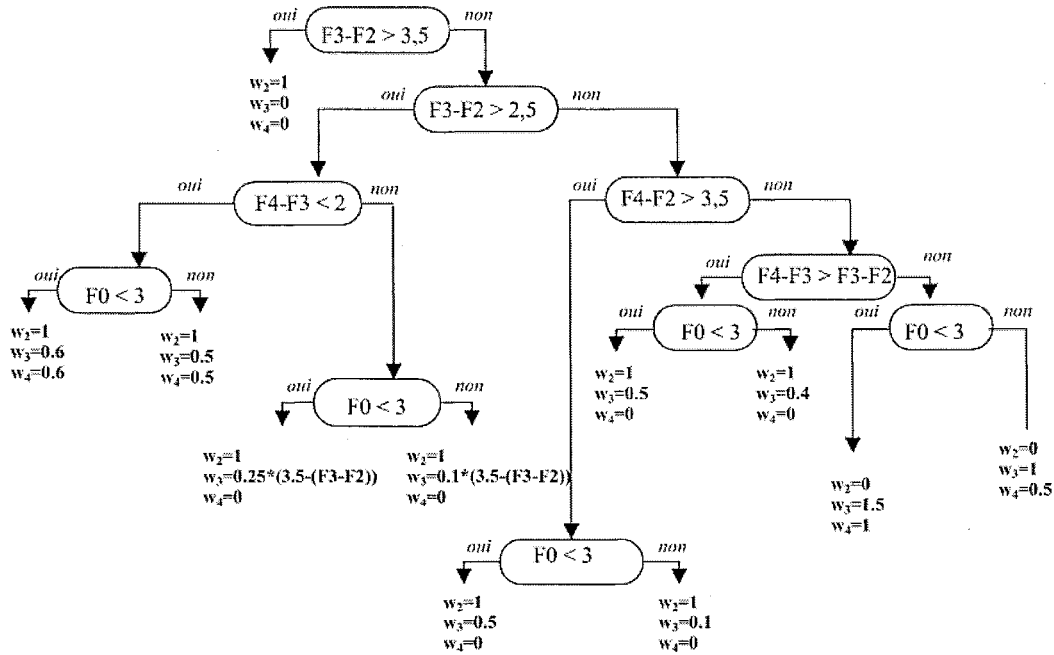 oui
F3-F2 > 3,5
non
w₂=1
w₃=0
w₄=0
oui
F3-F2 > 2,5
non
oui
F4-F3 < 2
non
oui
F4-F2 > 3,5
non
oui
F0 < 3
non
w₂=1
w₃=0.6
w₄=0.6
w₂=1
w₃=0.5
w₄=0.5
oui
F4-F3 > F3-F2
non
oui
F0 < 3
non
w₂=1
w₃=0.5
w₄=0
w₂=1
w₃=0.4
w₄=0
oui
F0 < 3
non
w₂=0
w₃=1.5
w₄=1
w₂=0
w₃=1
w₄=0.5
oui
F0 < 3
non
w₂=1
w₃=0.25*(3.5-(F3-F2))
w₄=0
w₂=1
w₃=0.1*(3.5-(F3-F2))
w₄=0
oui
F0 < 3
non
w₂=1
w₃=0.5
w₄=0
w₂=1
w₃=0.1
w₄=0